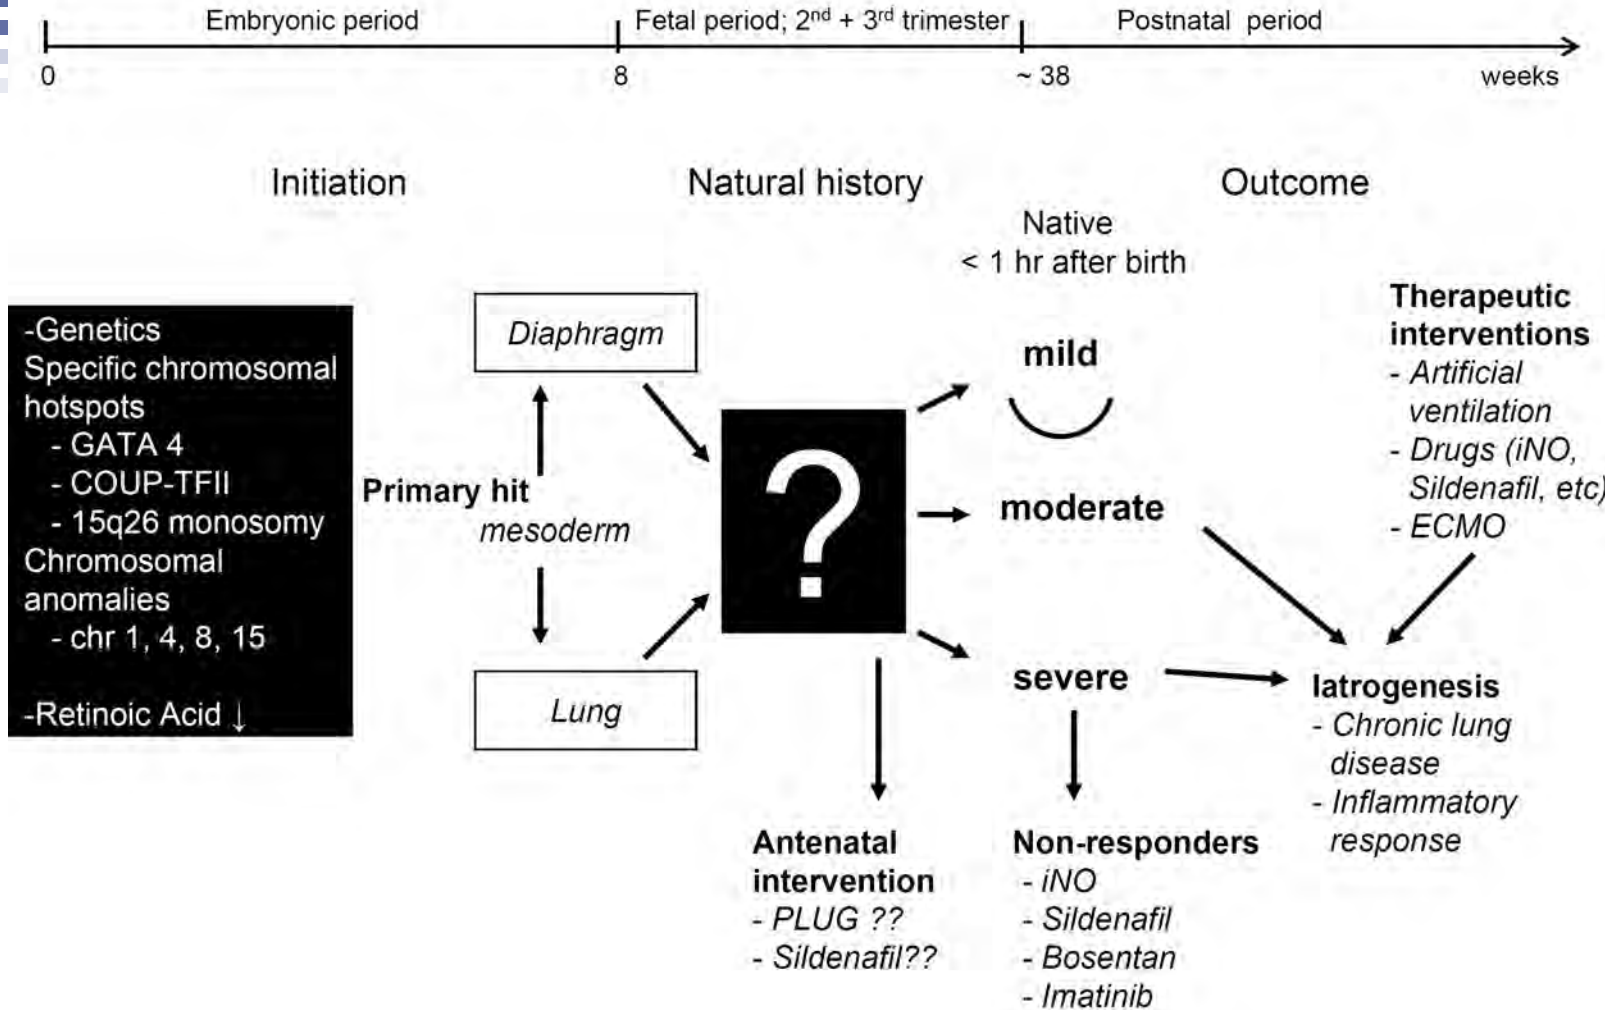 Embryonic period
Fetal period; 2nd + 3rd trimester
Postnatal period
0
8
~ 38
weeks
Initiation
Natural history
Outcome
Native
< 1 hr after birth
-Genetics
Specific chromosomal
hotspots
- GATA 4
- COUP-TFII
- 15q26 monosomy
Chromosomal
anomalies
- chr 1, 4, 8, 15
-Retinoic Acid ↓
Primary hit
mesoderm
Diaphragm
Lung
?
mild
moderate
severe
Therapeutic
interventions
- Artificial
ventilation
- Drugs (iNO,
Sildenafil, etc)
- ECMO
Iatrogenesis
- Chronic lung
disease
- Inflammatory
response
Antenatal
intervention
- PLUG ??
- Sildenafil??
Non-responders
- iNO
- Sildenafil
- Bosentan
- Imatinib